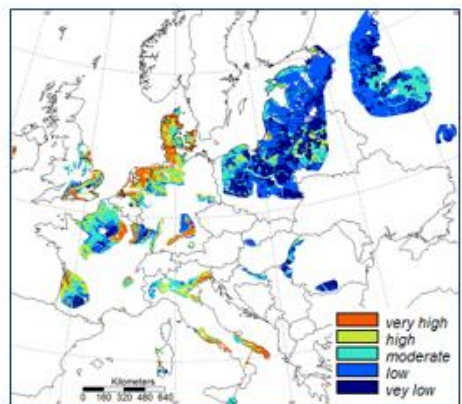 very high
high
moderate
low
vey low
Kilometers
0 160 320 480 640